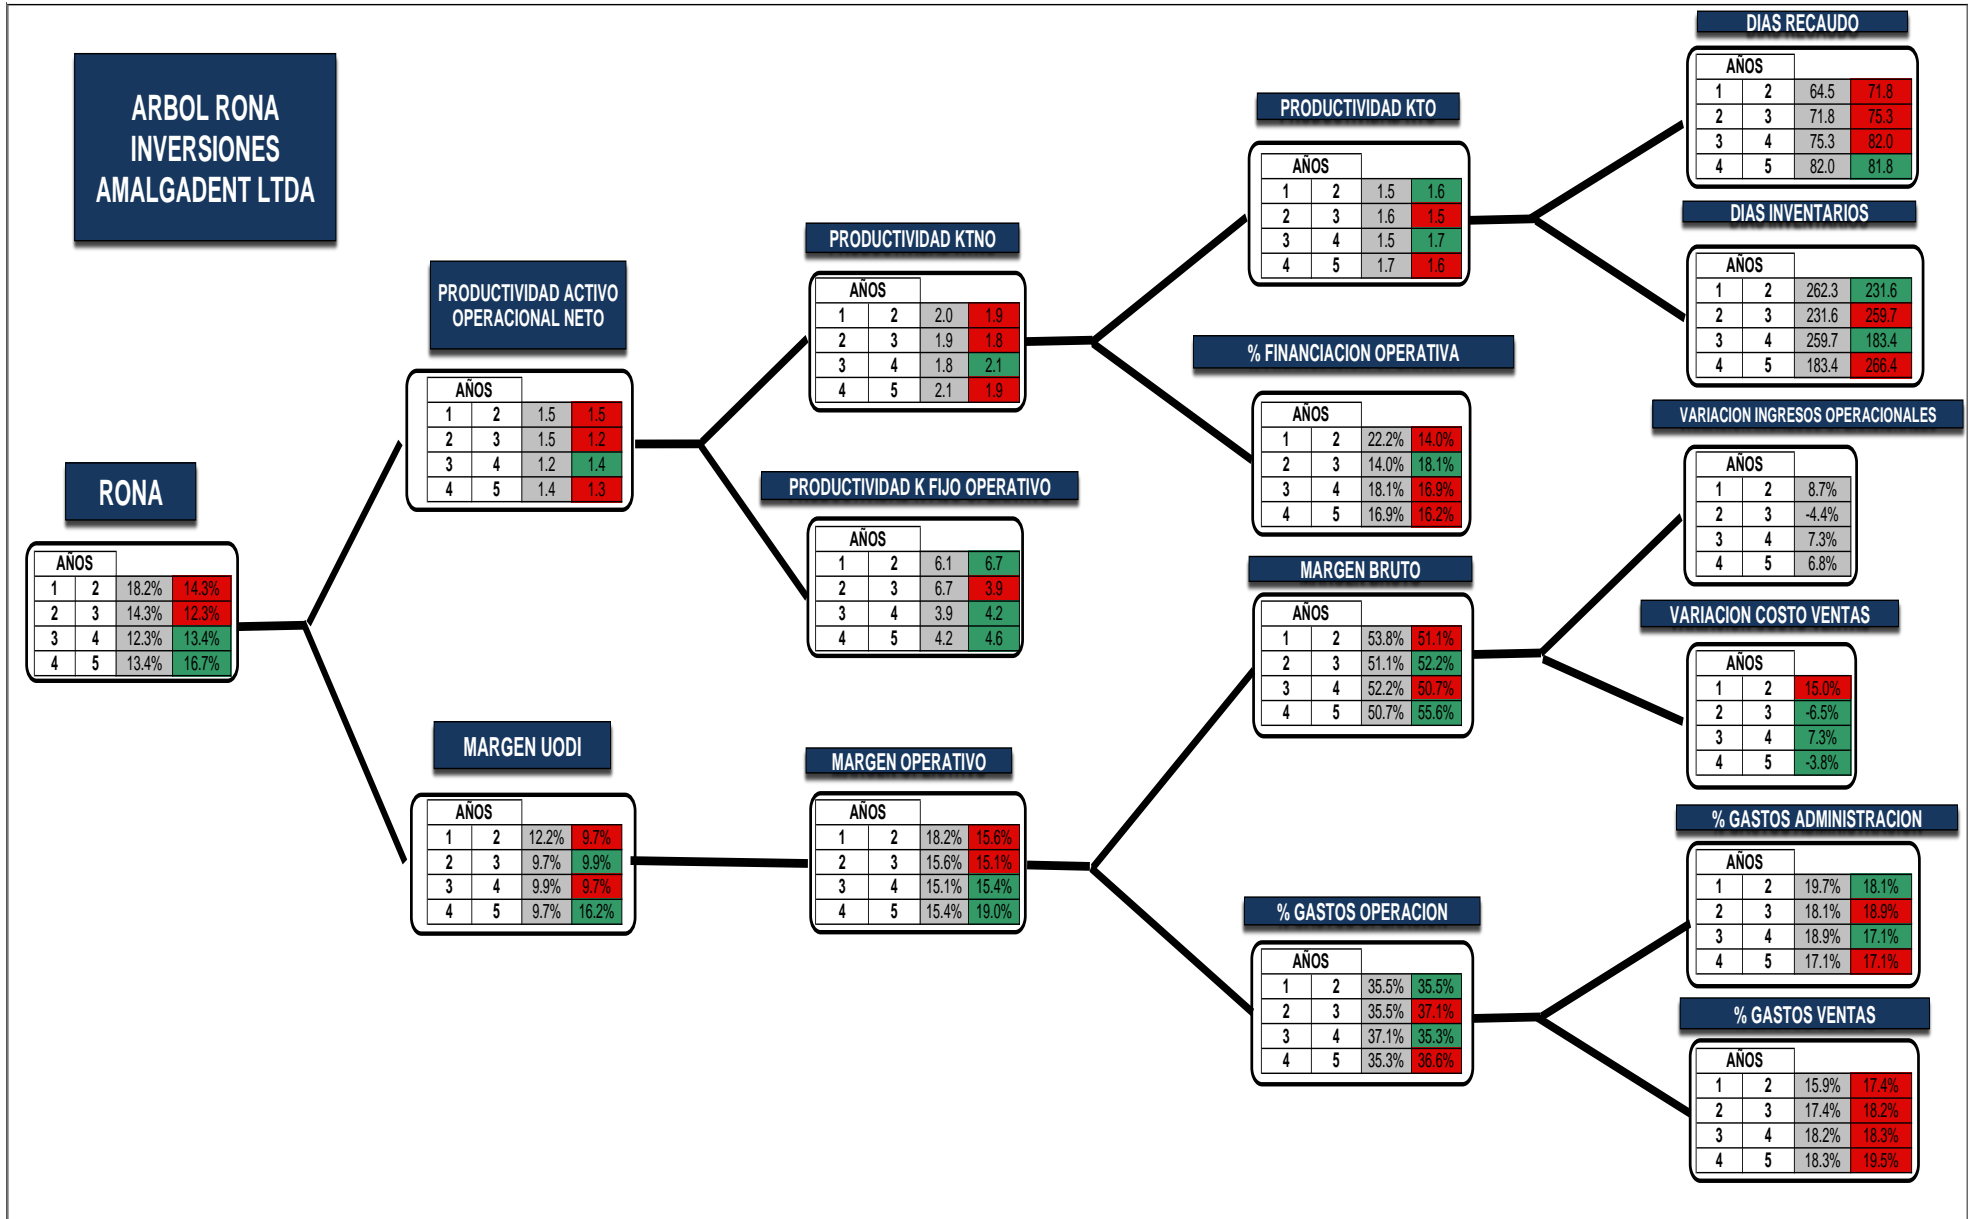 ARBOL RONA
INVERSIONES
AMALGADENT LTDA
RONA
AÑOS
1 2 18.2% 14.3%
2 3 14.3% 12.3%
3 4 12.3% 13.4%
4 5 13.4% 16.7%
PRODUCTIVIDAD ACTIVO
OPERACIONAL NETO
AÑOS
1 2 1.5 1.5
2 3 1.5 1.2
3 4 1.2 1.4
4 5 1.4 1.3
MARGEN UODI
AÑOS
1 2 12.2% 9.7%
2 3 9.7% 9.9%
3 4 9.9% 9.7%
4 5 9.7% 16.2%
PRODUCTIVIDAD KTNO
AÑOS
1 2 2.0 1.9
2 3 1.9 1.8
3 4 1.8 2.1
4 5 2.1 1.9
PRODUCTIVIDAD K FIJO OPERATIVO
AÑOS
1 2 6.1 6.7
2 3 6.7 3.9
3 4 3.9 4.2
4 5 4.2 4.6
MARGEN OPERATIVO
AÑOS
1 2 18.2% 15.6%
2 3 15.6% 15.1%
3 4 15.1% 15.4%
4 5 15.4% 19.0%
PRODUCTIVIDAD KTO
AÑOS
1 2 1.5 1.6
2 3 1.6 1.5
3 4 1.5 1.7
4 5 1.7 1.6
% FINANCIACION OPERATIVA
AÑOS
1 2 22.2% 14.0%
2 3 14.0% 18.1%
3 4 18.1% 16.9%
4 5 16.9% 16.2%
MARGEN BRUTO
AÑOS
1 2 53.8% 51.1%
2 3 51.1% 52.2%
3 4 52.2% 50.7%
4 5 50.7% 55.6%
% GASTOS OPERACION
AÑOS
1 2 35.5% 35.5%
2 3 35.5% 37.1%
3 4 37.1% 35.3%
4 5 35.3% 36.6%
DIAS RECAUDO
AÑOS
1 2 64.5 71.8
2 3 71.8 75.3
3 4 75.3 82.0
4 5 82.0 81.8
DIAS INVENTARIOS
AÑOS
1 2 262.3 231.6
2 3 231.6 259.7
3 4 259.7 183.4
4 5 183.4 266.4
VARIACION INGRESOS OPERACIONALES
AÑOS
1 2 8.7%
2 3 -4.4%
3 4 7.3%
4 5 6.8%
VARIACION COSTO VENTAS
AÑOS
1 2 15.0%
2 3 -6.5%
3 4 7.3%
4 5 -3.8%
% GASTOS ADMINISTRACION
AÑOS
1 2 19.7% 18.1%
2 3 18.1% 18.9%
3 4 18.9% 17.1%
4 5 17.1% 17.1%
% GASTOS VENTAS
AÑOS
1 2 15.9% 17.4%
2 3 17.4% 18.2%
3 4 18.2% 18.3%
4 5 18.3% 19.5%